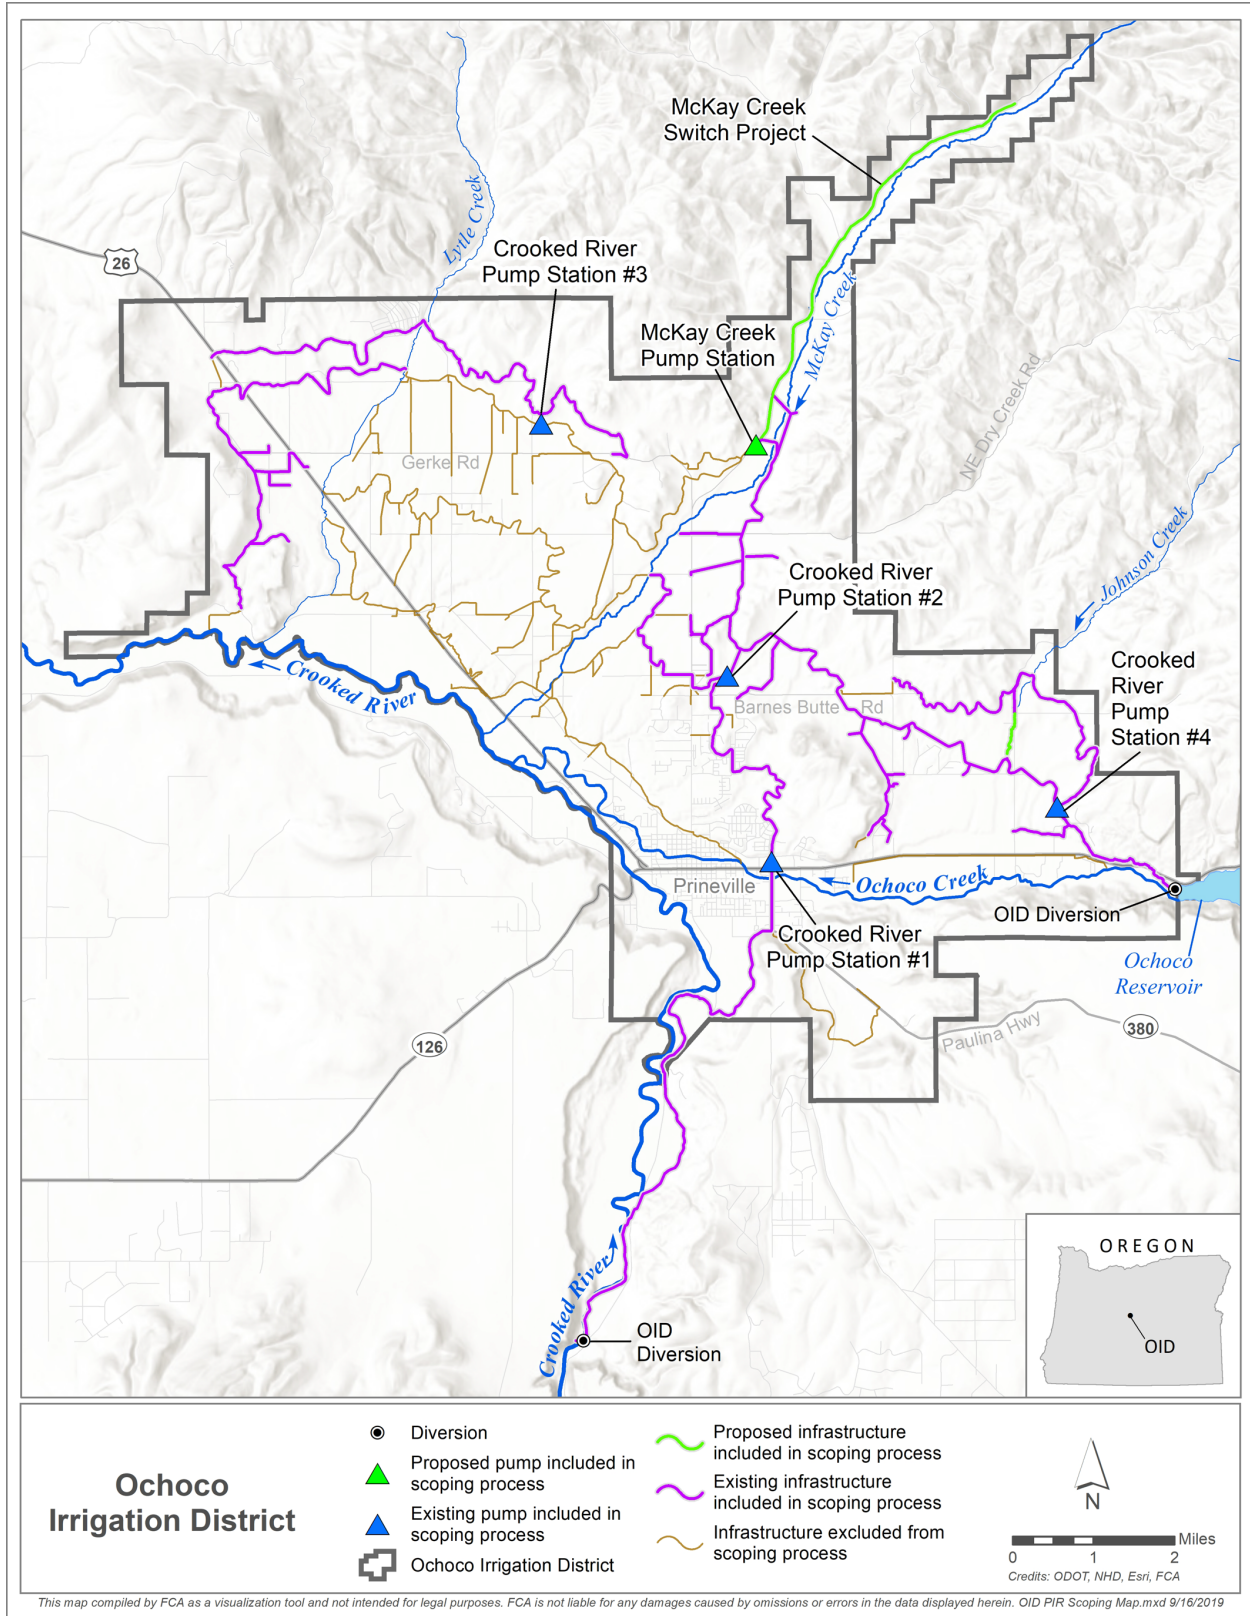 McKay Creek
Switch Project
Lytle Creek
26
Crooked River
Pump Station #3
McKay Creek
McKay Creek
Pump Station
NE Dry Creek Rd
Gerke Rd
Johnson Creek
Crooked River
Pump Station #2
Crooked River
Crooked
River
Pump
Station #4
Barnes Butte Rd
Prineville
Ochoco Creek
OID Diversion
Crooked River
Pump Station #1
Ochoco
Reservoir
126
Paulina Hwy
380
Crooked River
OID
Diversion
OREGON
OID
Ochoco
Irrigation District
Diversion
Proposed pump included in
scoping process
Existing pump included in
scoping process
Ochoco Irrigation District
Proposed infrastructure
included in scoping process
Existing infrastructure
included in scoping process
Infrastructure excluded from
scoping process
N
Miles
0 1 2
Credits: ODOT, NHD, Esri, FCA
This map compiled by FCA as a visualization tool and not intended for legal purposes. FCA is not liable for any damages caused by omissions or errors in the data displayed herein. OID PIR Scoping Map.mxd 9/16/2019